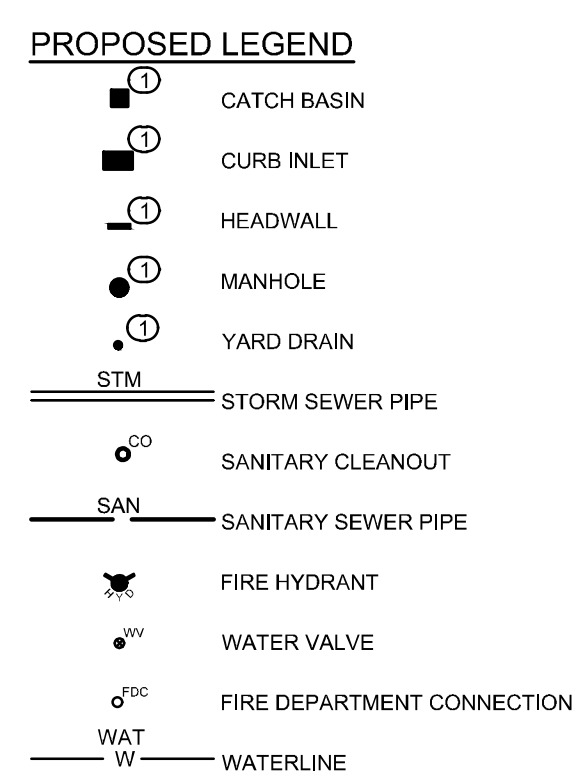 PROPOSED LEGEND
1
CATCH BASIN
1
CURB INLET
1
HEADWALL
1
MANHOLE
1
YARD DRAIN
STM
STORM SEWER PIPE
CO
SANITARY CLEANOUT
SAN
SANITARY SEWER PIPE
FIRE HYDRANT
HYD
WV
WATER VALVE
FDC
FIRE DEPARTMENT CONNECTION
WAT
W WATERLINE